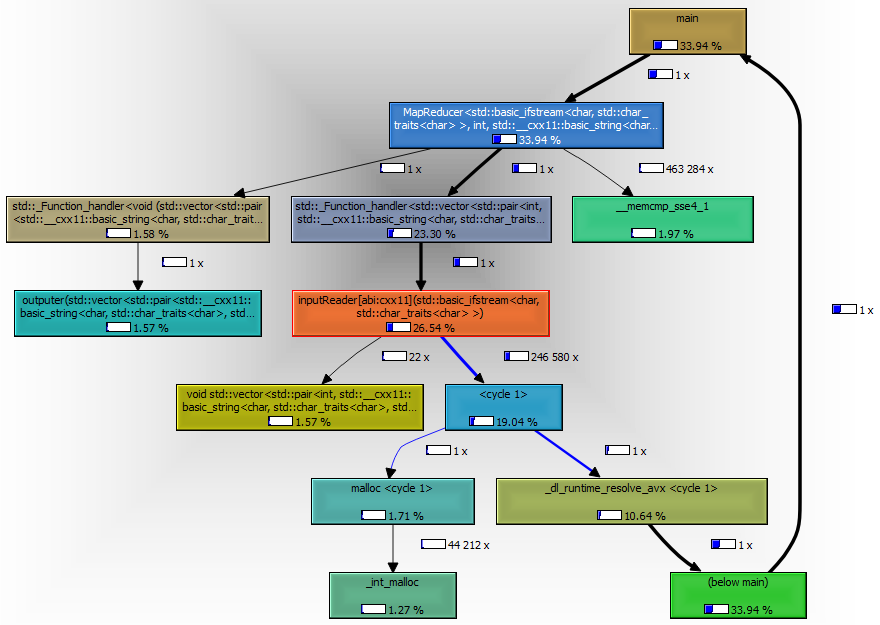 main
33.94 %
1 x
MapReducer<std::basic_ifstream<char, std::char_
traits<char> >, int, std::__cxx11::basic_string<char...
33.94 %
1 x
1 x
463 284 x
std::_Function_handler<void (std::vector<std::pair
<std::__cxx11::basic_string<char, std::char_trait...
1.58 %
std::_Function_handler<std::vector<std::pair<int,
std::__cxx11::basic_string<char, std::char_traits...
23.30 %
__memcmp_sse4_1
1.97 %
1 x
1 x
outputer(std::vector<std::pair<std::__cxx11::
basic_string<char, std::char_traits<char>, std...
1.57 %
inputReader[abi:cxx11](std::basic_ifstream<char,
std::char_traits<char> >)
26.54 %
1 x
22 x
246 580 x
void std::vector<std::pair<int, std::__cxx11::
basic_string<char, std::char_traits<char>, std...
1.57 %
<cycle 1>
19.04 %
1 x
1 x
malloc <cycle 1>
1.71 %
_dl_runtime_resolve_avx <cycle 1>
10.64 %
44 212 x
1 x
_int_malloc
1.27 %
(below main)
33.94 %